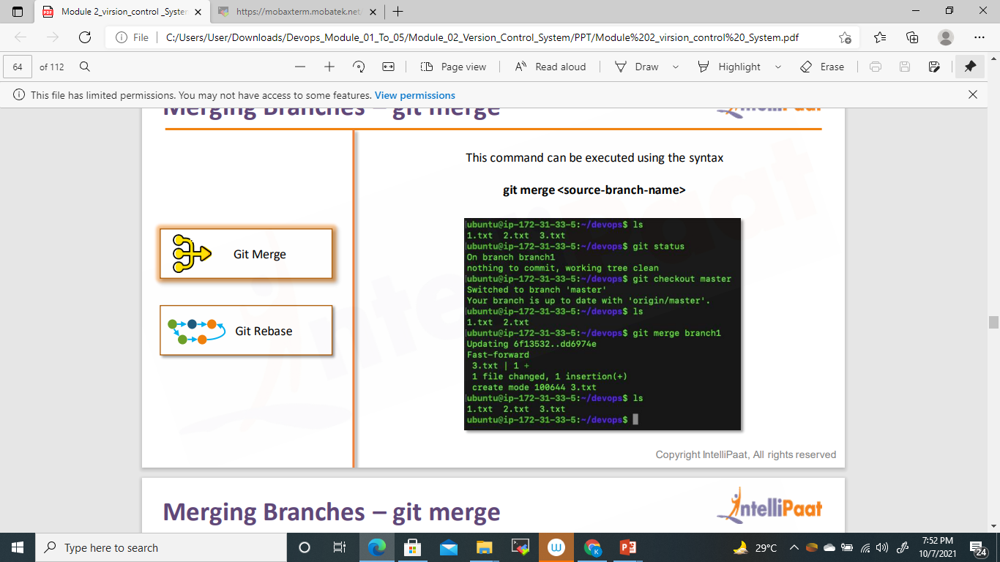 Module 2_virsion_control _System
https://mobaxterm.mobatek.net/
File
C:/Users/User/Downloads/Devops_Module_01_To_05/Module_02_Version_Control_System/PPT/Module%202_virsion_control%20_System.pdf
64 of 112
Page view
Read aloud
Draw
Highlight
Erase
This file has limited permissions. You may not have access to some features. View permissions
Merging Branches – git merge
IntelliPaat
This command can be executed using the syntax
git merge <source-branch-name>
Git Merge
Git Rebase
ubuntu@ip-172-31-33-5:~/devops$ ls
1.txt 2.txt 3.txt
ubuntu@ip-172-31-33-5:~/devops$ git status
On branch branch1
nothing to commit, working tree clean
ubuntu@ip-172-31-33-5:~/devops$ git checkout master
Switched to branch 'master'
Your branch is up to date with 'origin/master'.
ubuntu@ip-172-31-33-5:~/devops$ ls
1.txt 2.txt
ubuntu@ip-172-31-33-5:~/devops$ git merge branch1
Updating 6f13532..dd6974e
Fast-forward
3.txt | 1 +
1 file changed, 1 insertion(+)
create mode 100644 3.txt
ubuntu@ip-172-31-33-5:~/devops$ ls
1.txt 2.txt 3.txt
ubuntu@ip-172-31-33-5:~/devops$
Copyright IntelliPaat, All rights reserved
Merging Branches – git merge
IntelliPaat
Type here to search
29°C
7:52 PM
10/7/2021
24